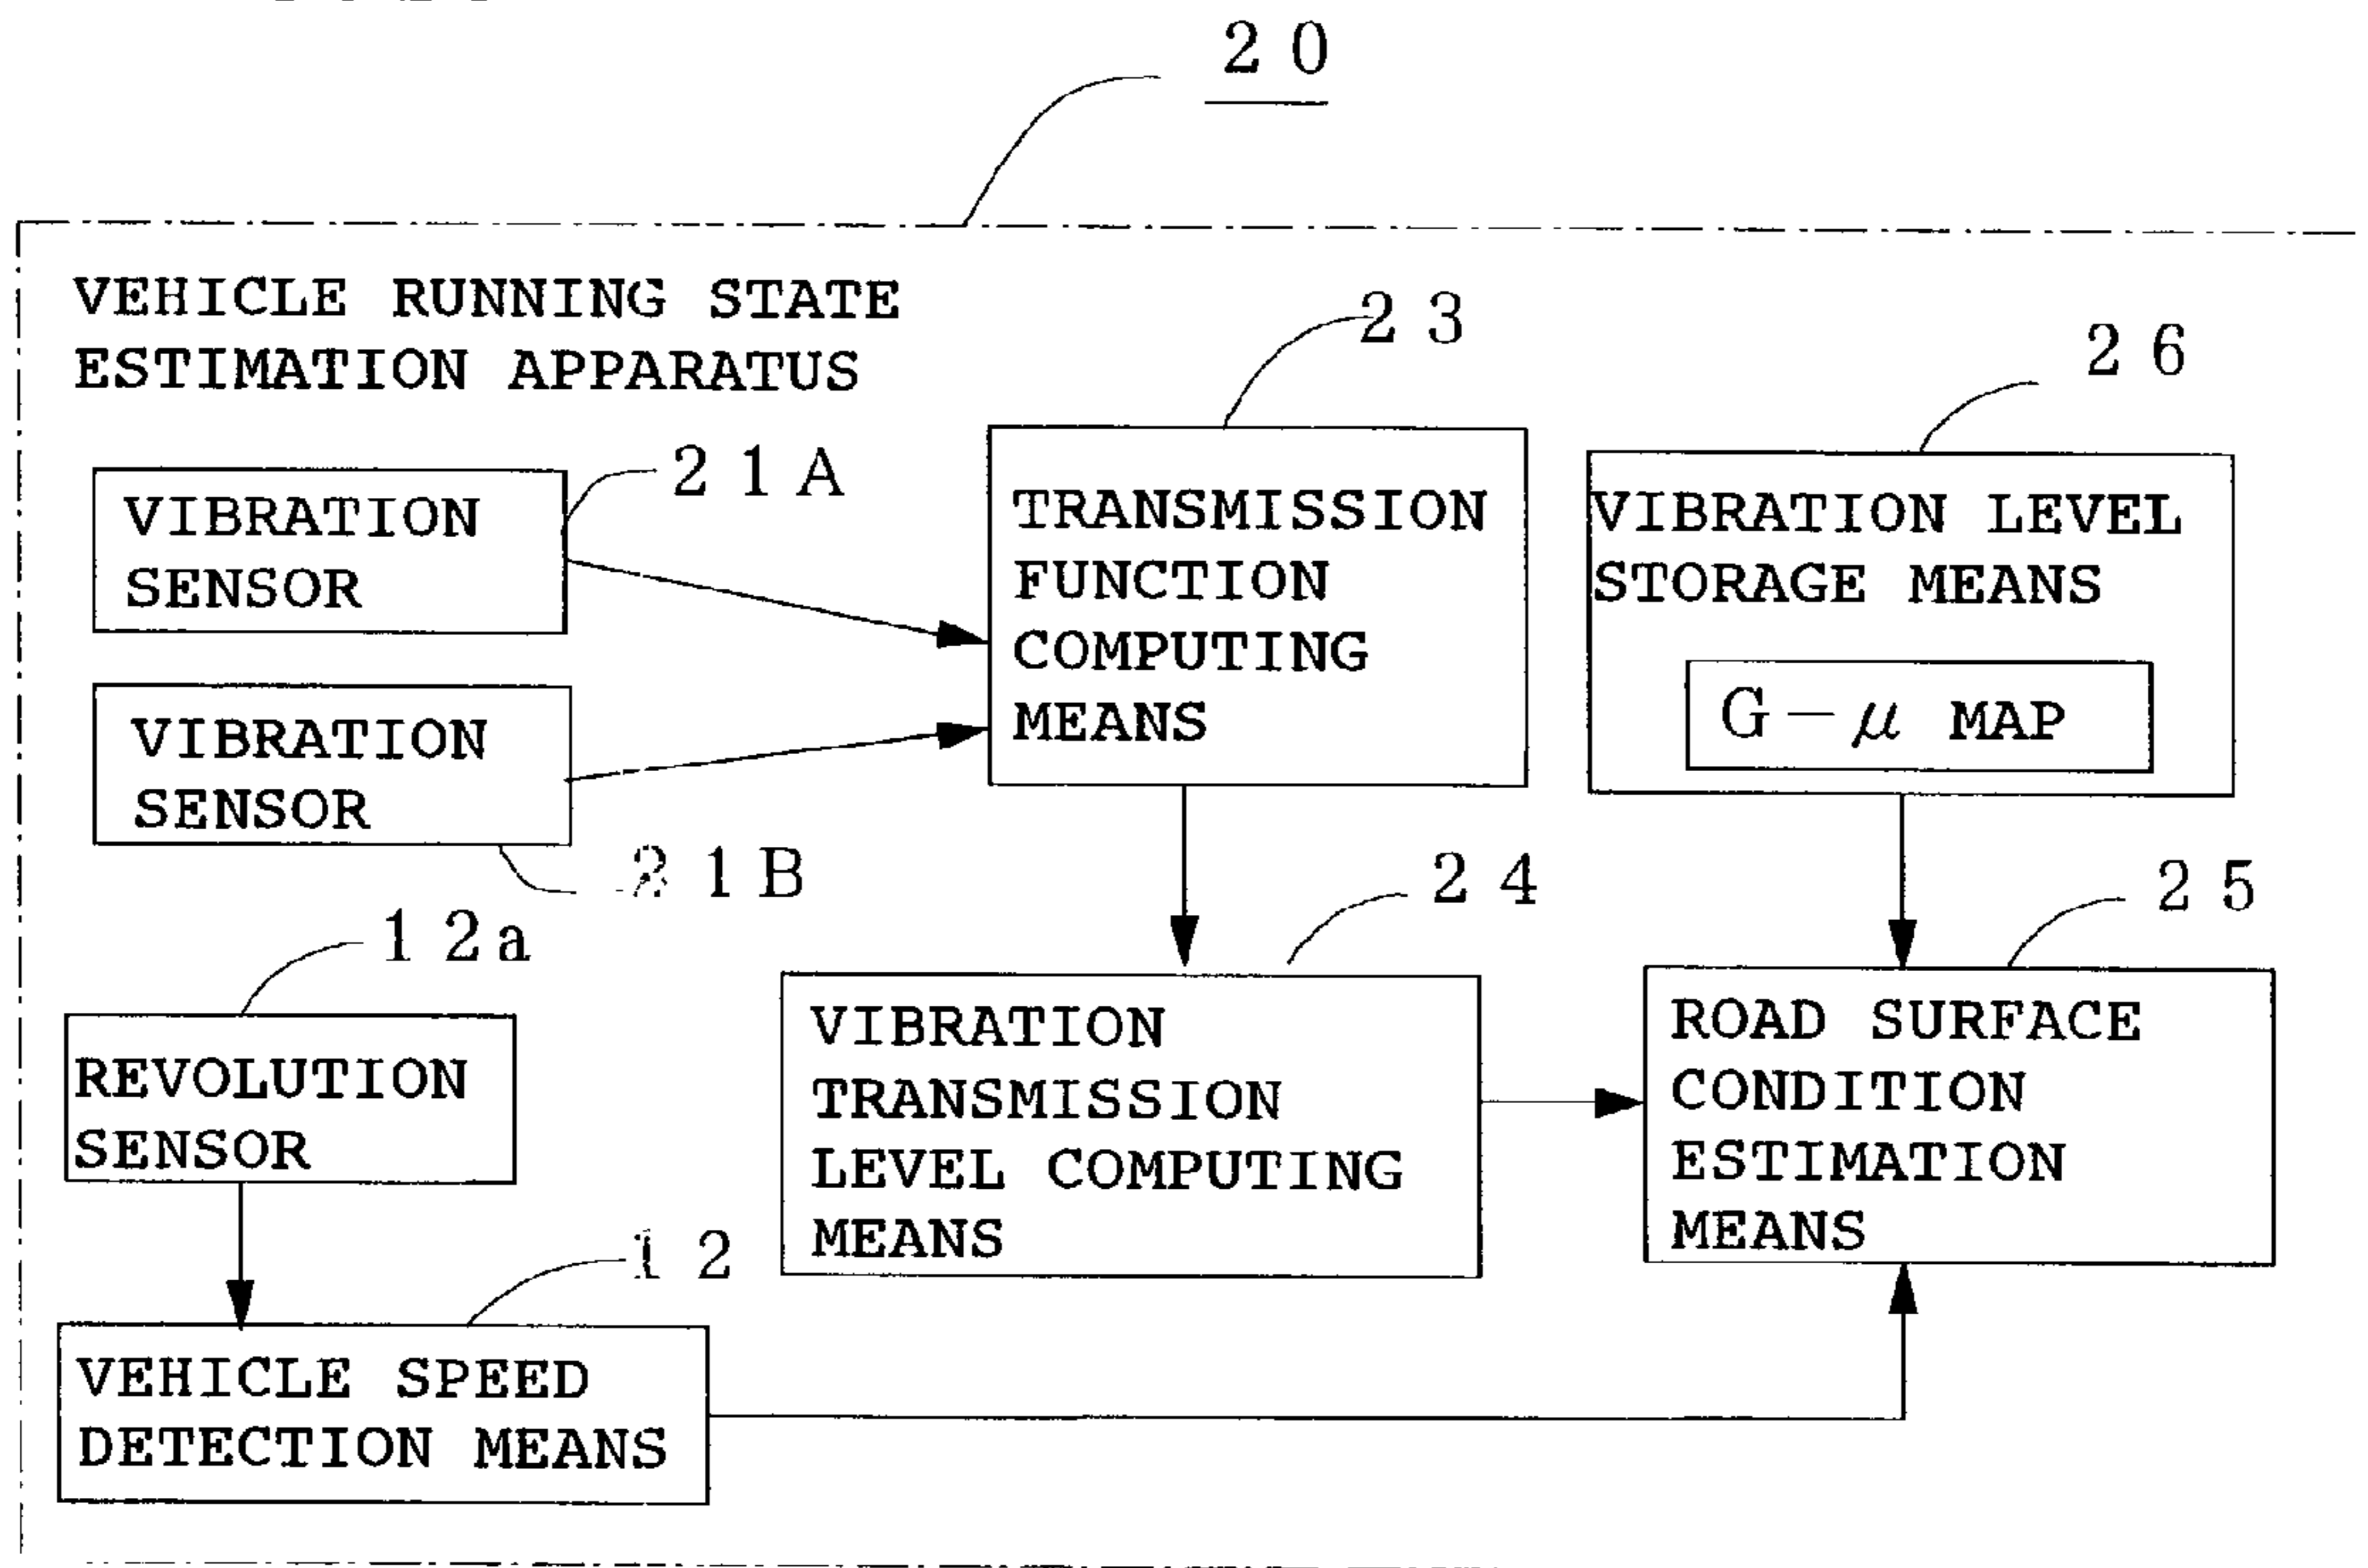 20
VEHICLE RUNNING STATE
ESTIMATION APPARATUS
23
26
21A
VIBRATION
SENSOR
TRANSMISSION
FUNCTION
COMPUTING
MEANS
VIBRATION LEVEL
STORAGE MEANS
G-μ MAP
VIBRATION
SENSOR
21B
24
25
12a
REVOLUTION
SENSOR
VIBRATION
TRANSMISSION
LEVEL COMPUTING
MEANS
ROAD SURFACE
CONDITION
ESTIMATION
MEANS
12
VEHICLE SPEED
DETECTION MEANS